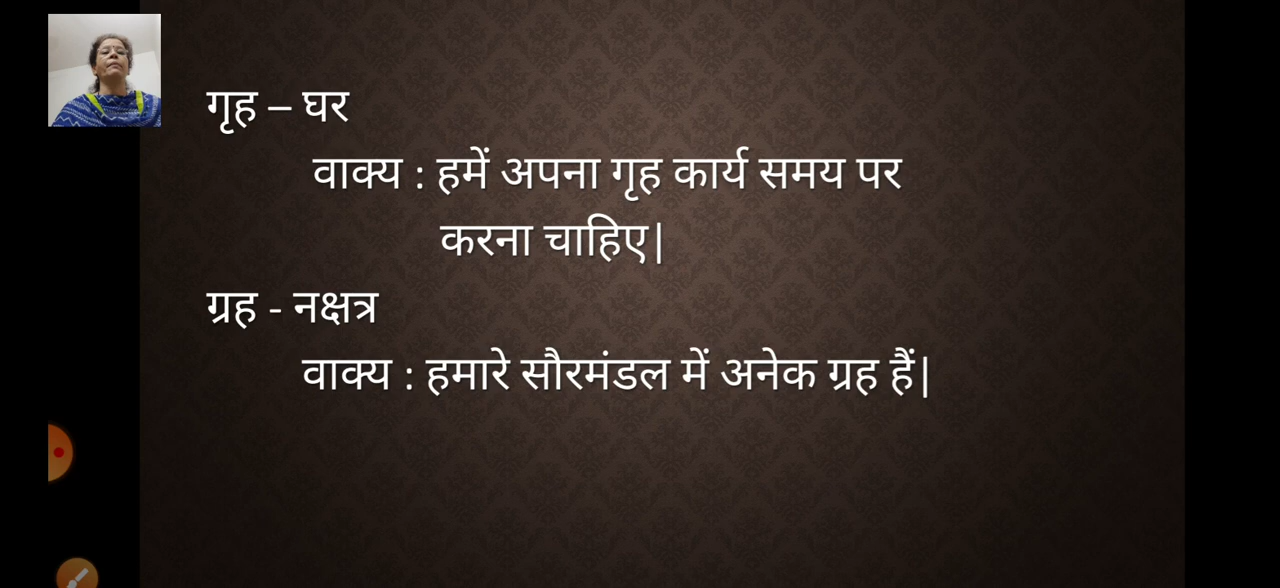 गृह – घर
वाक्य : हमें अपना गृह कार्य समय पर
करना चाहिए|
ग्रह - नक्षत्र
वाक्य : हमारे सौरमंडल में अनेक ग्रह हैं|